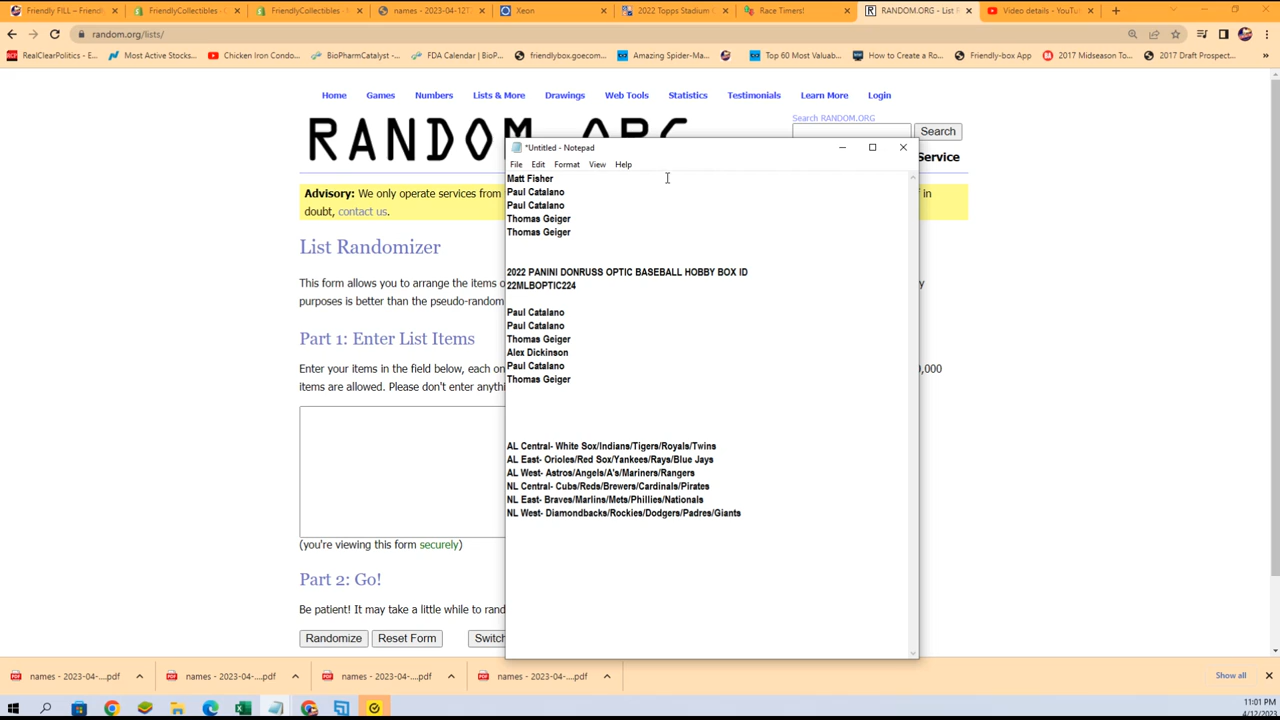 Friendly FILL –
FriendlyCollectibles
FriendlyCollectibles -
names - 2023-04-12T
Xeon
2022 Topps Stadium
Race Timers!
RANDOM.ORG - List
Video details - YouTu
random.org/lists/
RealClearPolitics - E...
Most Active Stocks...
Chicken Iron Condo...
BioPharmCatalyst -...
FDA Calendar | BioP...
friendlybox.goecom...
Amazing Spider-Ma...
Top 60 Most Valuab...
How to Create a Ro...
Friendly-box App
2017 Midseason To...
2017 Draft Prospect...
Home
Games
Numbers
Lists & More
Drawings
Web Tools
Statistics
Testimonials
Learn More
Login
Search RANDOM.ORG
Search
RANDOM.ORG
Service
Advisory: We only operate services from
in
doubt, contact us.
List Randomizer
This form allows you to arrange the items o
purposes is better than the pseudo-random
Part 1: Enter List Items
Enter your items in the field below, each on
0,000
items are allowed. Please don't enter anythi
(you're viewing this form securely)
Part 2: Go!
Be patient! It may take a little while to rand
Randomize
Reset Form
Switch
*Untitled - Notepad
File
Edit
Format
View
Help
Matt Fisher
Paul Catalano
Paul Catalano
Thomas Geiger
Thomas Geiger
2022 PANINI DONRUSS OPTIC BASEBALL HOBBY BOX ID
22MLBOPTIC224
Paul Catalano
Paul Catalano
Thomas Geiger
Alex Dickinson
Paul Catalano
Thomas Geiger
AL Central- White Sox/Indians/Tigers/Royals/Twins
AL East- Orioles/Red Sox/Yankees/Rays/Blue Jays
AL West- Astros/Angels/A's/Mariners/Rangers
NL Central- Cubs/Reds/Brewers/Cardinals/Pirates
NL East- Braves/Marlins/Mets/Phillies/Nationals
NL West- Diamondbacks/Rockies/Dodgers/Padres/Giants
names - 2023-04-....pdf
names - 2023-04-....pdf
names - 2023-04-....pdf
names - 2023-04-....pdf
Show all
11:01 PM
4/12/2023